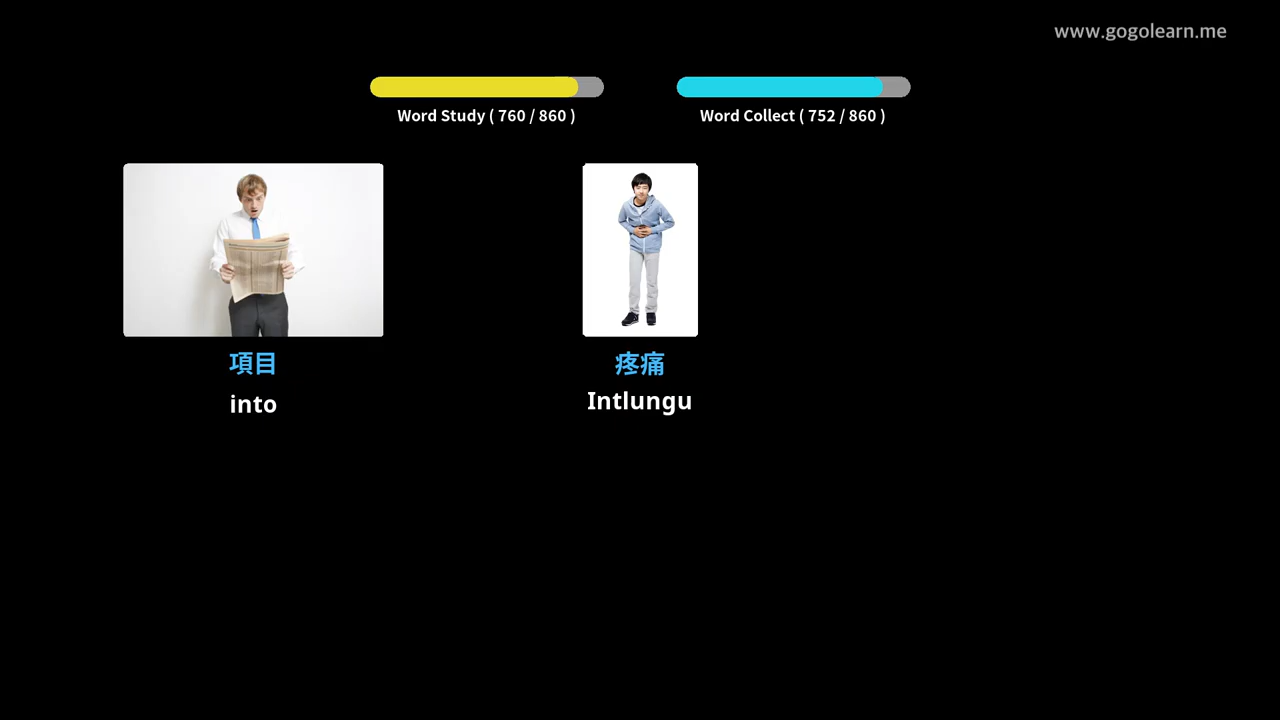 www.gogolearn.me
Word Study ( 760 / 860 )
Word Collect ( 752 / 860 )
項目
into
疼痛
Intlungu